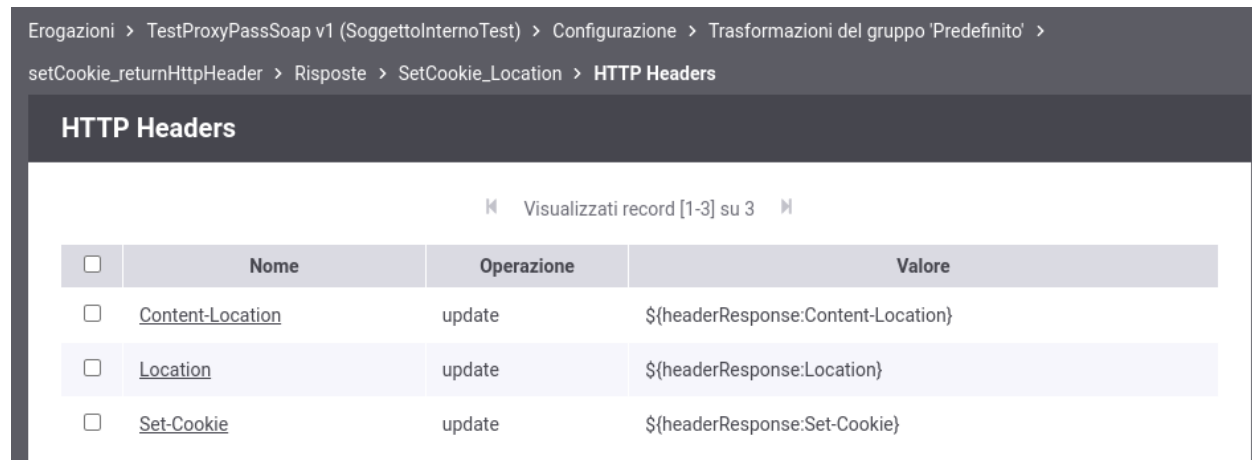 Erogazioni > TestProxyPassSoap v1 (SoggettoInternoTest) > Configurazione > Trasformazioni del gruppo 'Predefinito' >
setCookie_returnHttpHeader > Risposte > SetCookie_Location > HTTP Headers
HTTP Headers
Visualizzati record [1-3] su 3
Nome Operazione Valore
Content-Location update ${headerResponse:Content-Location}
Location update ${headerResponse:Location}
Set-Cookie update ${headerResponse:Set-Cookie}